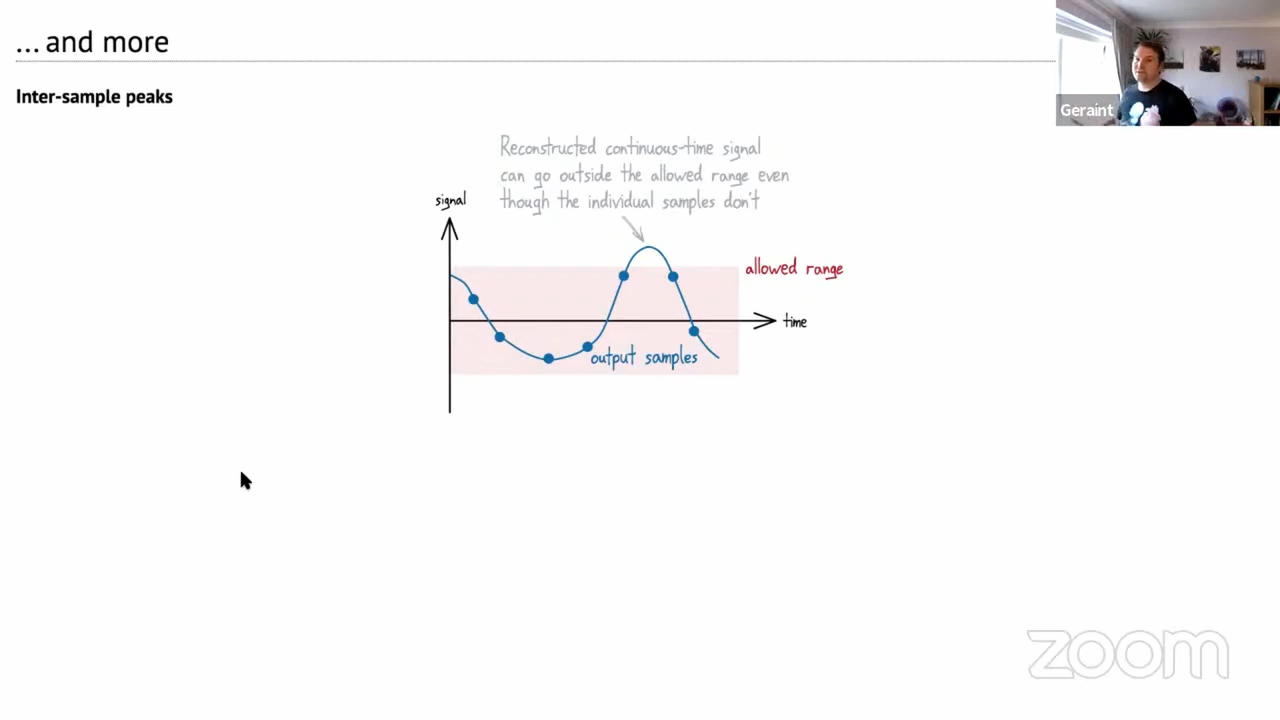 ... and more
Geraint
Inter-sample peaks
Reconstructed continuous-time signal
can go outside the allowed range even
though the individual samples don't
signal
allowed range
time
output samples
zoom